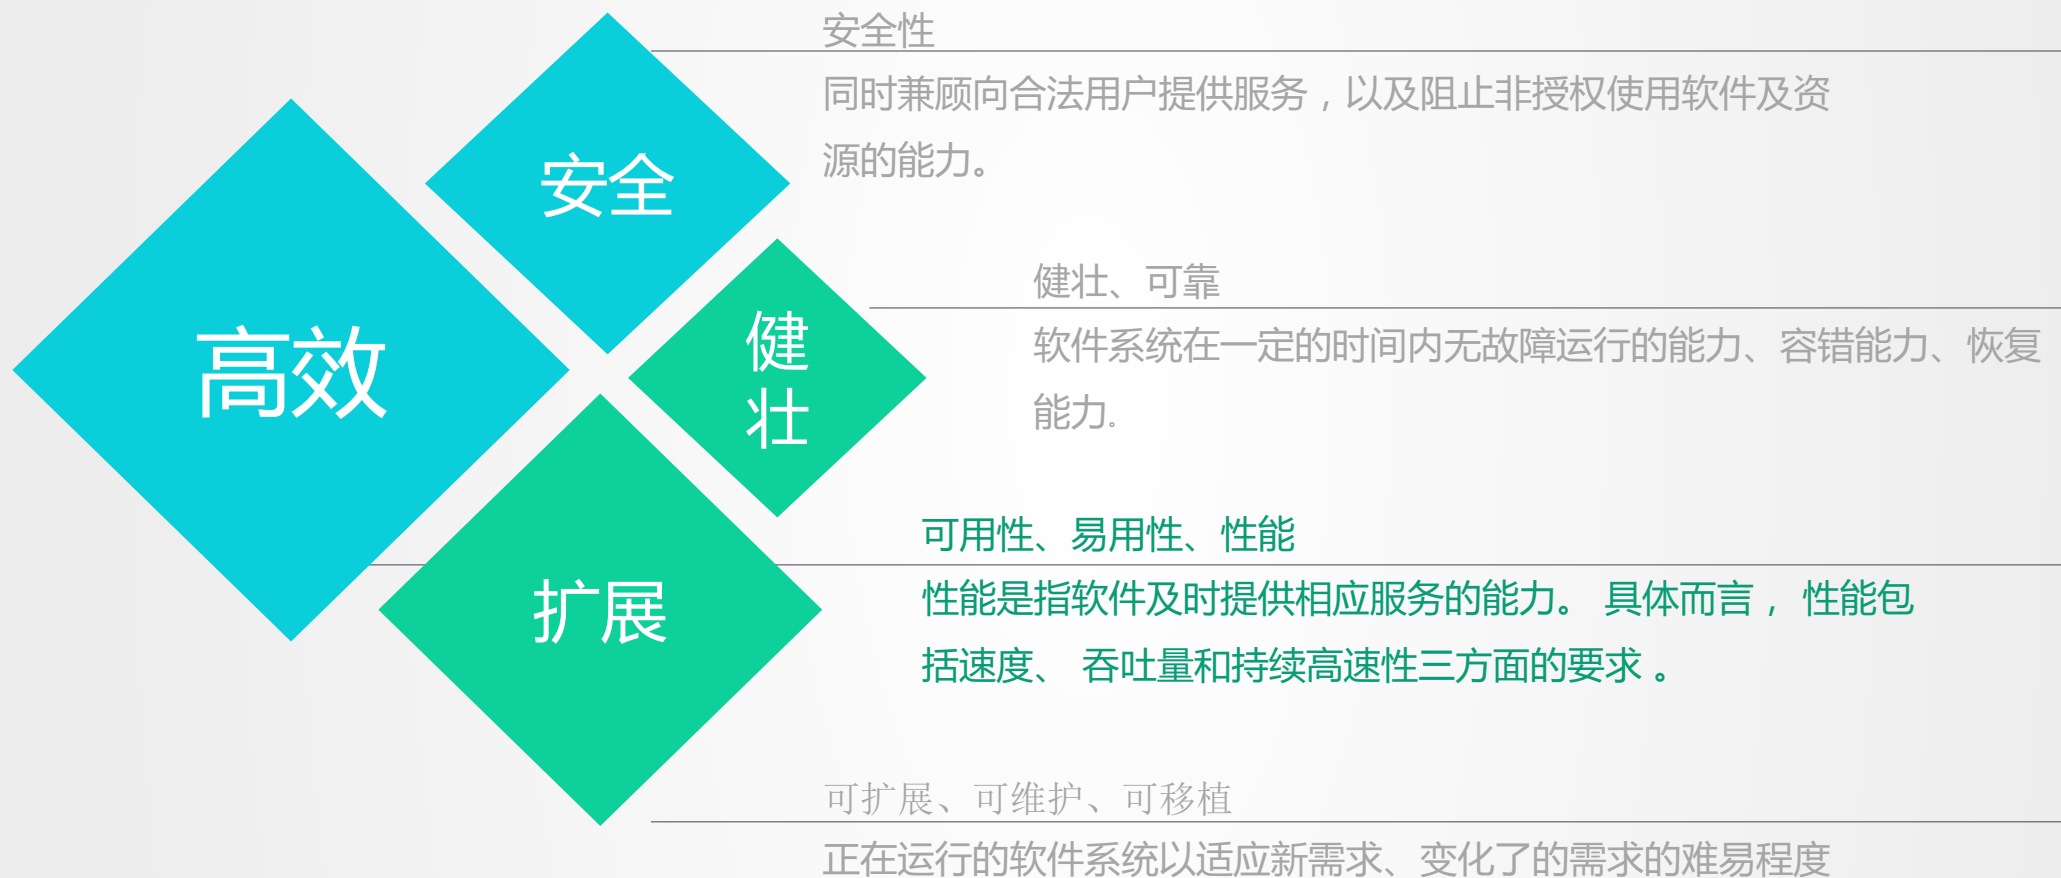 安全性
同时兼顾向合法用户提供服务，以及阻止非授权使用软件及资
源的能力。
安全
健壮、可靠
软件系统在一定的时间内无故障运行的能力、容错能力、恢复
能力.。
健
壮
高效
可用性、易用性、性能
性能是指软件及时提供相应服务的能力。 具体而言， 性能包
括速度、 吞吐量和持续高速性三方面的要求 。
扩展
可扩展、可维护、可移植
正在运行的软件系统以适应新需求、变化了的需求的难易程度